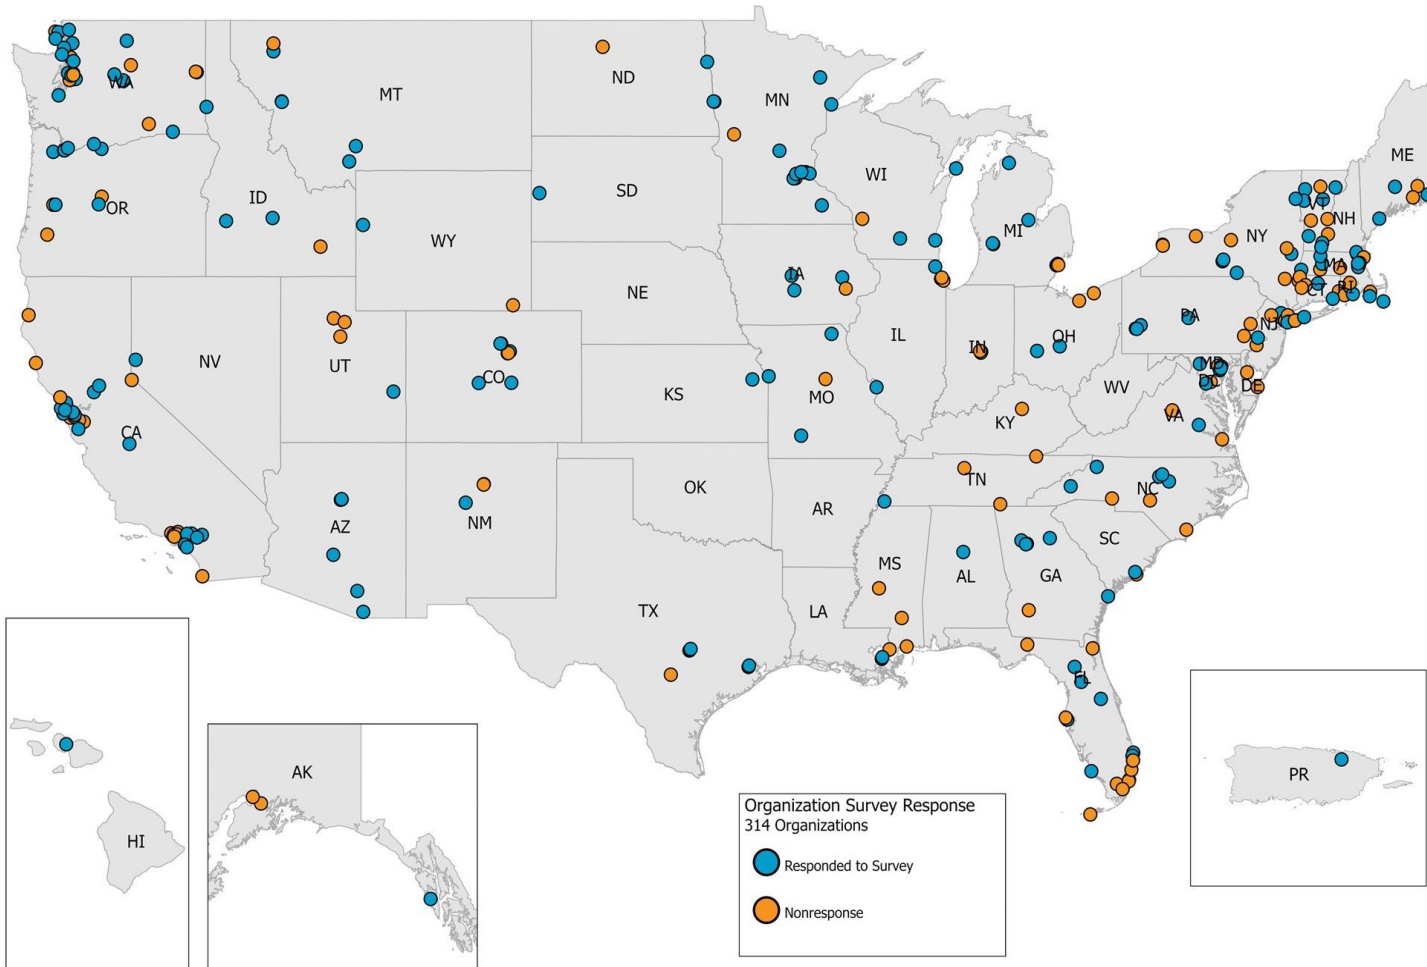 WA
MT
ND
MN
ME
WI
SD
ID
OR
VT
NH
NY
MI
WY
MA
IA
NE
CT
RI
PA
NJ
OH
IL
IN
NV
UT
CO
MD
DC
DE
KS
MO
WV
VA
KY
CA
TN
NC
OK
AR
AZ
NM
SC
MS
AL
GA
TX
LA
FL
AK
PR
HI
Organization Survey Response
314 Organizations
Responded to Survey
Nonresponse